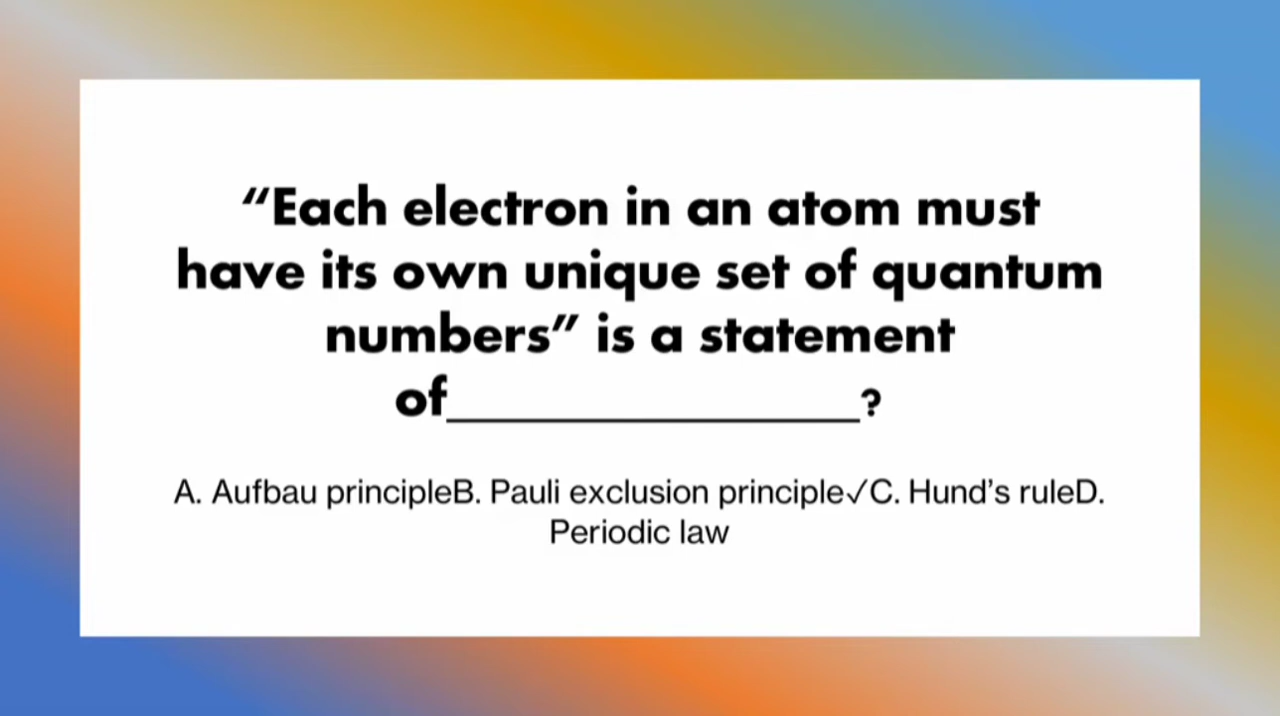 “Each electron in an atom must
have its own unique set of quantum
numbers” is a statement
of________________?
A. Aufbau principleB. Pauli exclusion principle✓C. Hund’s ruleD.
Periodic law